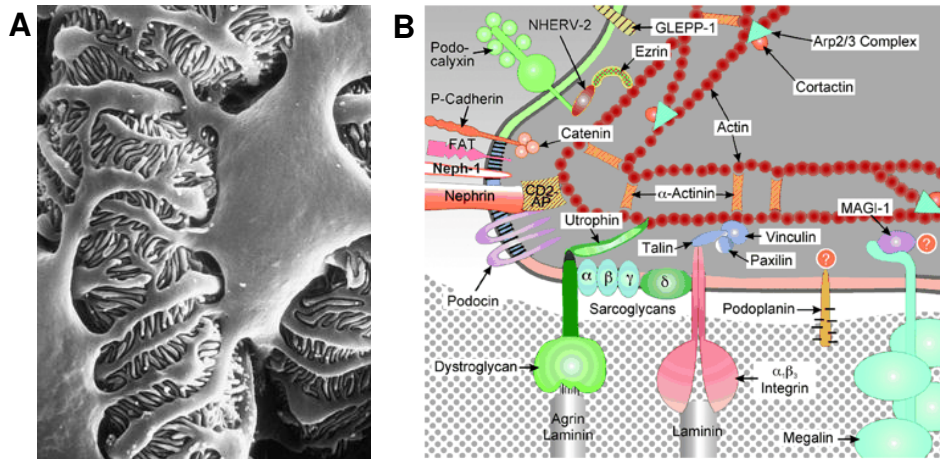 A
B
NHERV-2
GLEPP-1
Podo-
calyxin
Ezrin
Arp2/3 Complex
Cortactin
P-Cadherin
Catenin
Actin
FAT
Neph-1
Nephrin
CD2-
AP
α-Actinin
MAGI-1
Utrophin
Talin
Vinculin
Paxilin
?
?
α
β
γ
δ
Podocin
Sarcoglycans
Podoplanin
Dystroglycan
α₁β₃
Integrin
Agrin
Laminin
Laminin
Megalin